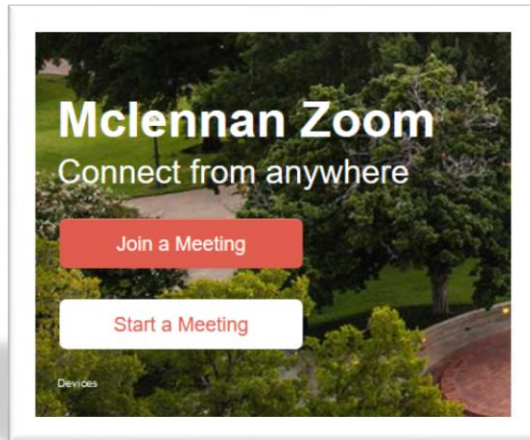 Mclennan Zoom
Connect from anywhere
Join a Meeting
Start a Meeting
Devices